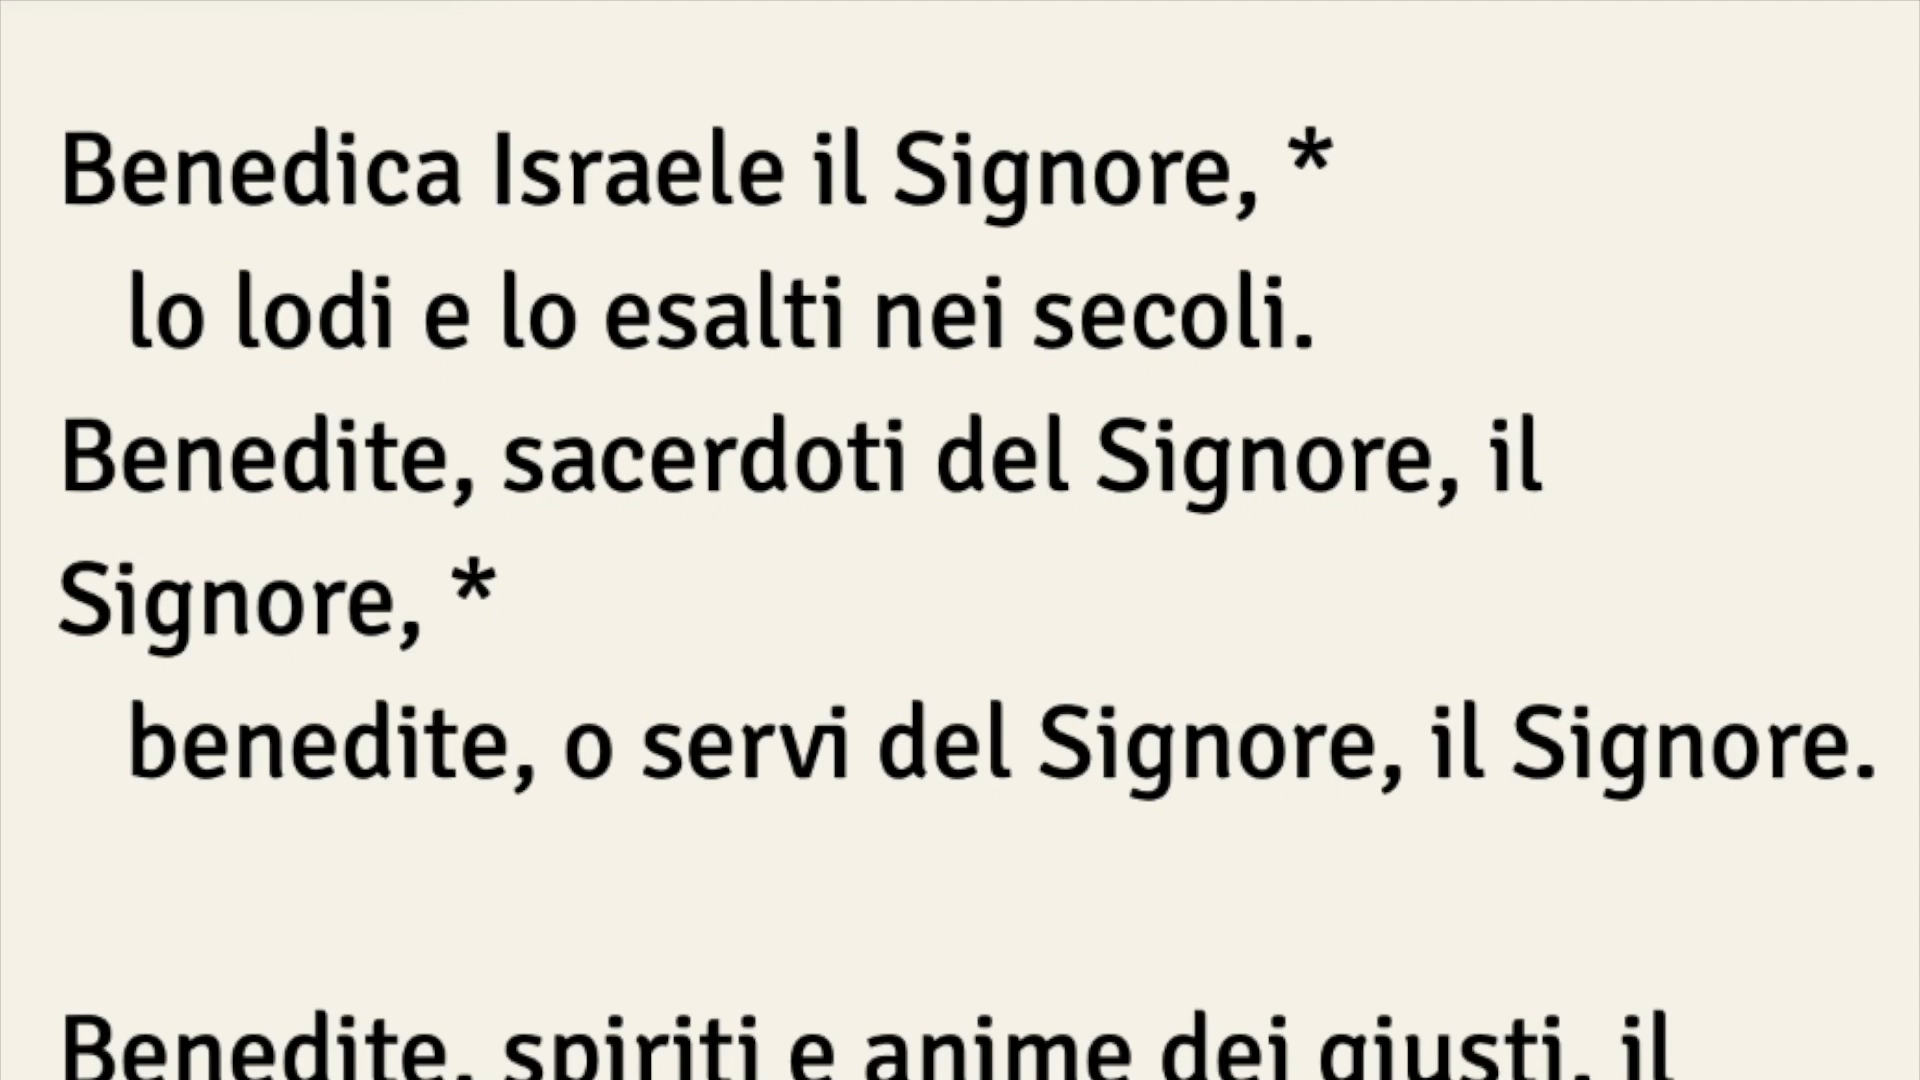 Benedica Israele il Signore, *
lo lodi e lo esalti nei secoli.
Benedite, sacerdoti del Signore, il
Signore, *
benedite, o servi del Signore, il Signore.
Benedite, spiriti e anime dei giusti, il